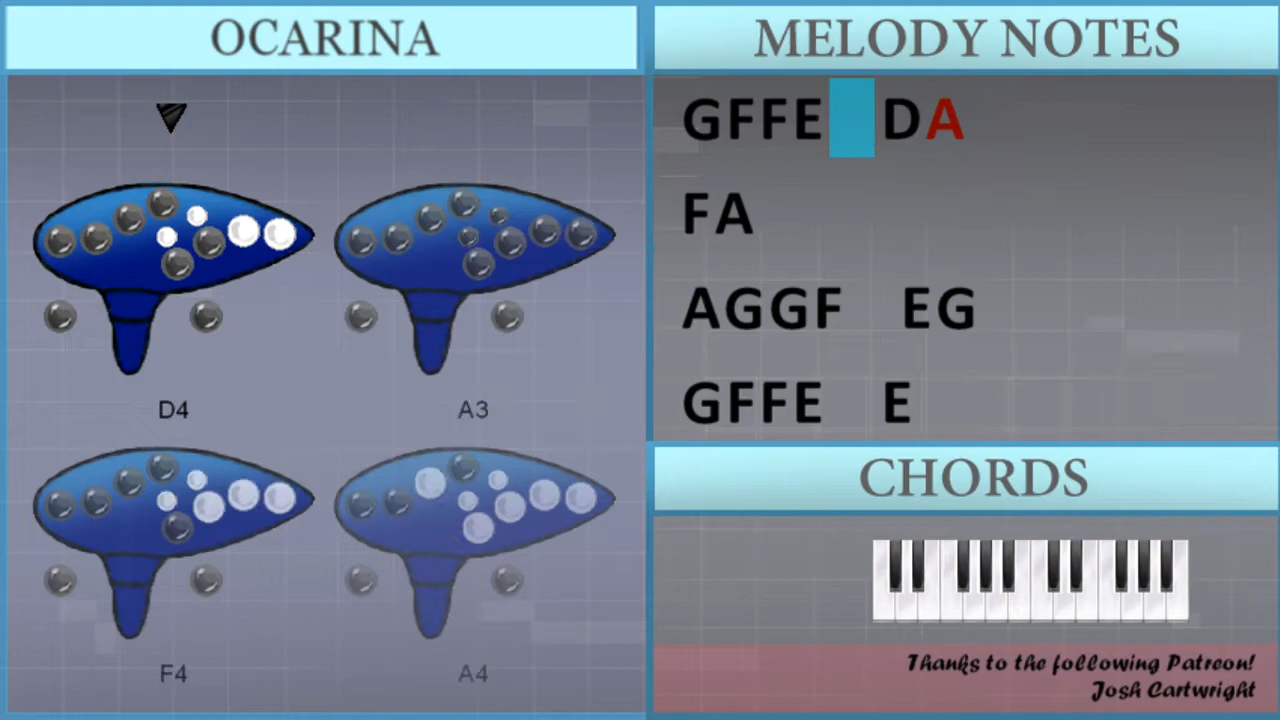 OCARINA
D4
A3
F4
A4
MELODY NOTES
GFFE DA
FA
AGGF EG
GFFE E
CHORDS
Thanks to the following Patreon!
Josh Cartwright